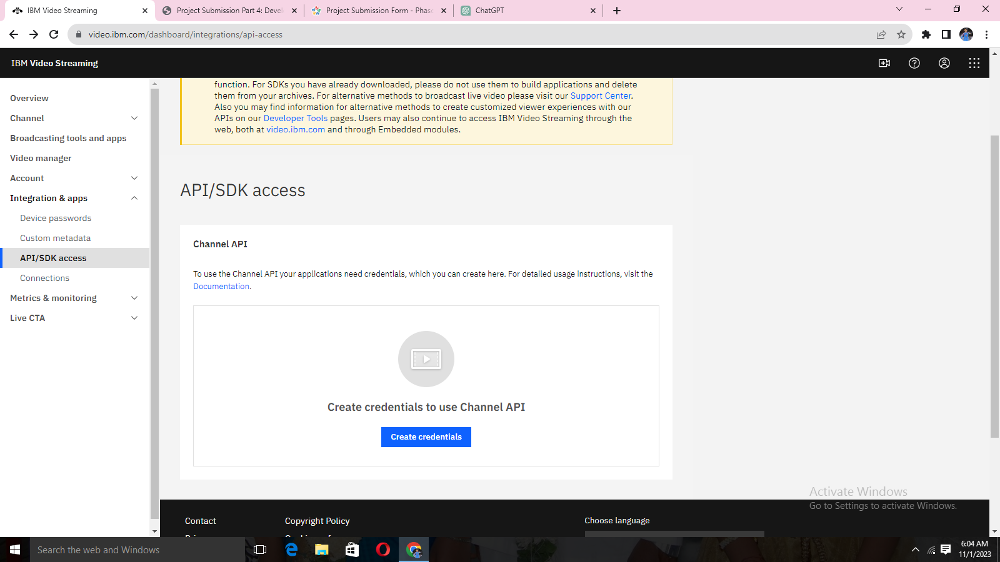 IBM Video Streaming
Project Submission Part 4: Devel
Project Submission Form - Phase
ChatGPT
video.ibm.com/dashboard/integrations/api-access
IBM Video Streaming
Overview
Channel
Broadcasting tools and apps
Video manager
Account
Integration & apps
Device passwords
Custom metadata
API/SDK access
Connections
Metrics & monitoring
Live CTA
function. For SDKs you have already downloaded, please do not use them to build applications and delete
them from your archives. For alternative methods to broadcast live video please visit our Support Center.
Also you may find information for alternative methods to create customized viewer experiences with our
APIs on our Developer Tools pages. Users may also continue to access IBM Video Streaming through the
web, both at video.ibm.com and through Embedded modules.
API/SDK access
Channel API
To use the Channel API your applications need credentials, which you can create here. For detailed usage instructions, visit the
Documentation.
Create credentials to use Channel API
Create credentials
Activate Windows
Go to Settings to activate Windows.
Contact
Copyright Policy
Choose language
Search the web and Windows
6:04 AM
11/1/2023